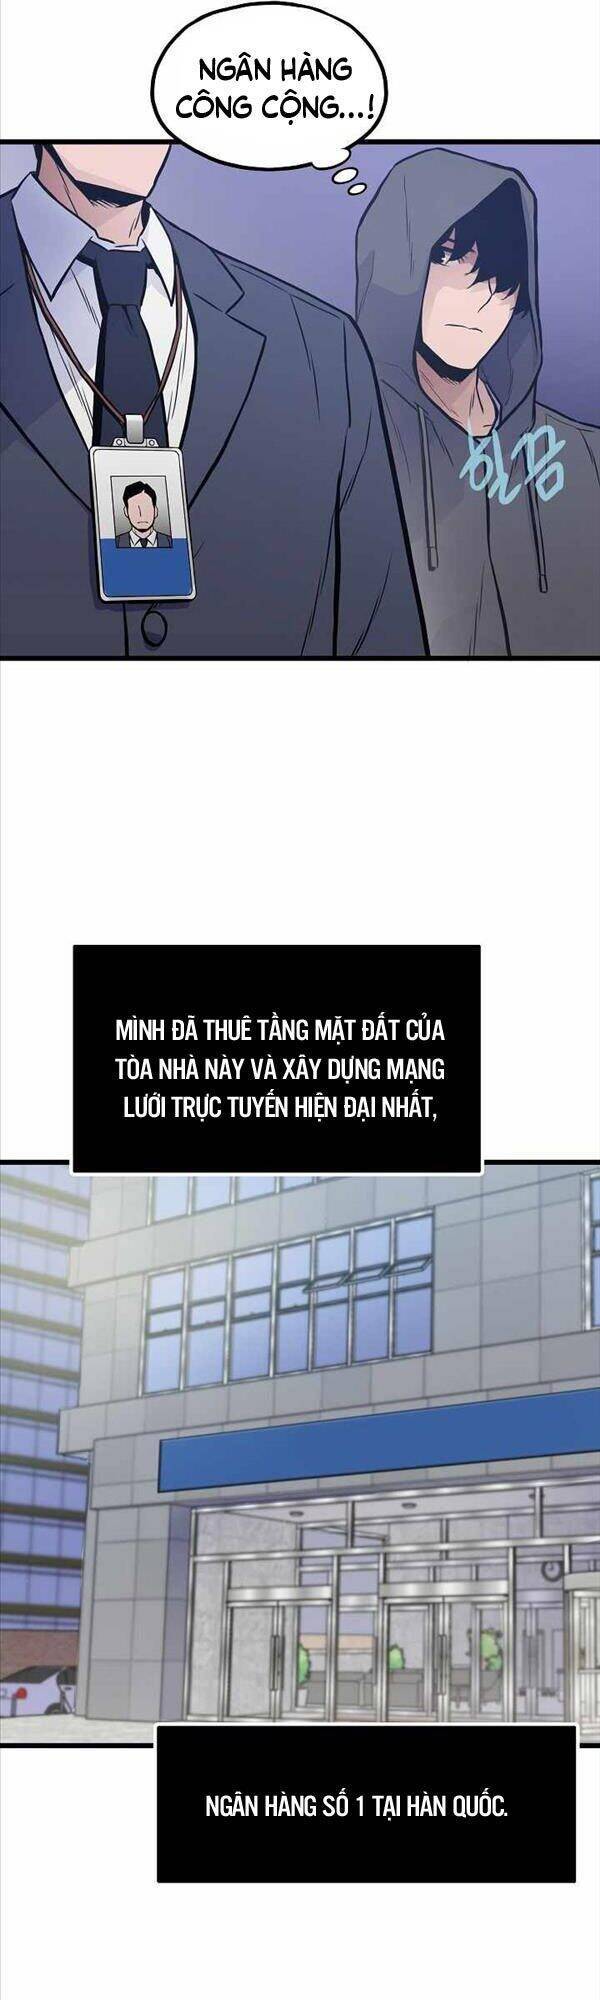 NGÂN HÀNG
CÔNG CỘNG...!
힐끔
MÌNH ĐÃ THUÊ TẦNG MẶT ĐẤT CỦA
TÒA NHÀ NÀY VÀ XÂY DỰNG MẠNG
LƯỚI TRỰC TUYẾN HIỆN ĐẠI NHẤT,
NGÂN HÀNG SỐ 1 TẠI HÀN QUỐC.